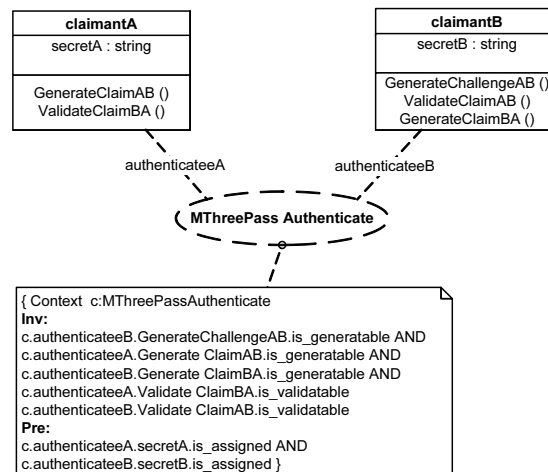 claimantA
secretA : string
GenerateClaimAB ()
ValidateClaimBA ()
claimantB
secretB : string
GenerateChallengeAB ()
ValidateClaimAB ()
GenerateClaimBA ()
authenticateeA
authenticateeB
MThreePass Authenticate
{ Context c:MThreePassAuthenticate
Inv:
c.authenticateeB.GenerateChallengeAB.is_generatable AND
c.authenticateeA.Generate ClaimAB.is_generatable AND
c.authenticateeB.Generate ClaimBA.is_generatable AND
c.authenticateeA.Validate ClaimBA.is_validatable
c.authenticateeB.Validate ClaimAB.is_validatable
Pre:
c.authenticateeA.secretA.is_assigned AND
c.authenticateeB.secretB.is_assigned }